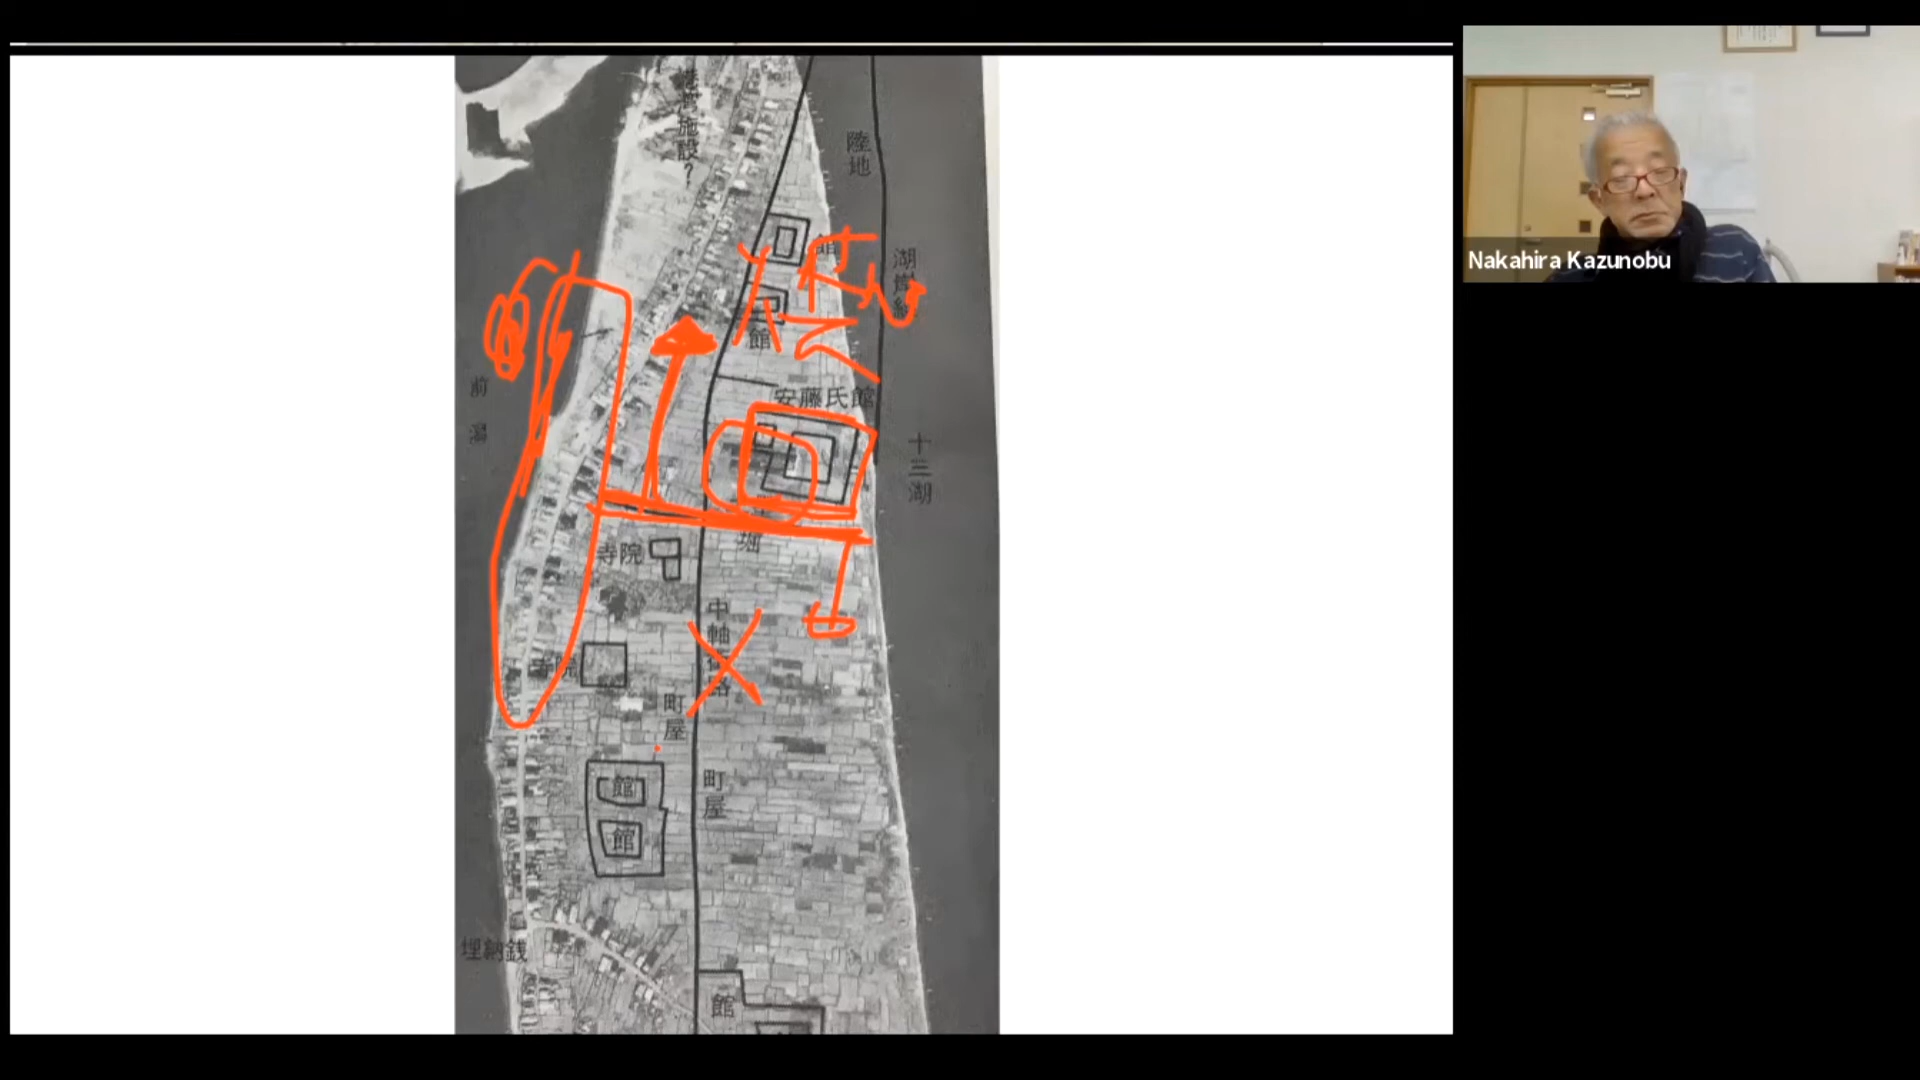 港湾施設?
陸地
館
湖岸線
館
前潟
安藤氏館
十三湖
堀
寺院
中軸街路
寺院
町屋
町屋
館
館
埋納銭
館
Nakahira Kazunobu